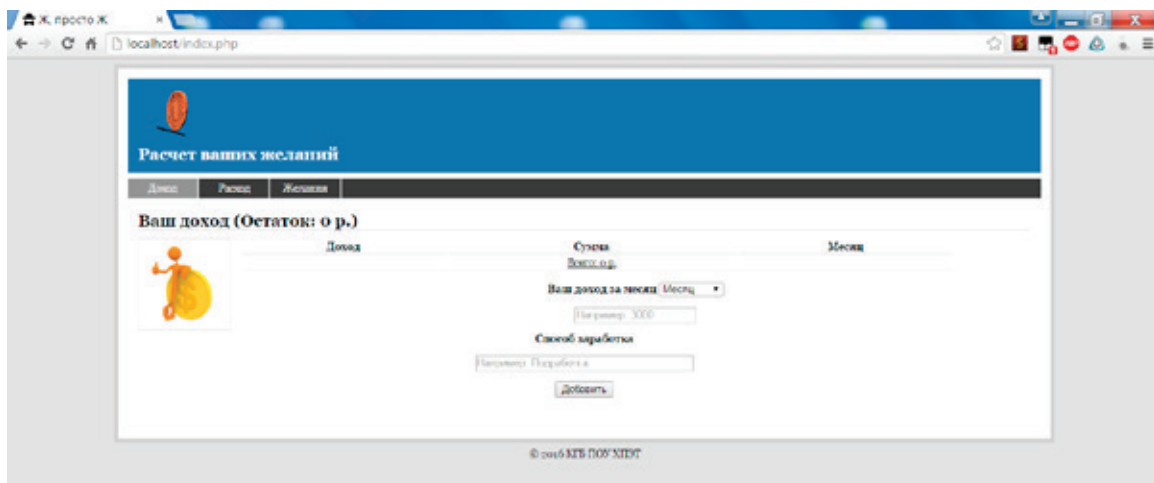 Ж, просто Ж
localhost/index.php
Расчет ваших желаний
Доход Расход Желания
Ваш доход (Остаток: 0 р.)
Доход Сумма Месяц
Всего: 0 р.
Ваш доход за месяц Месяц
Например: 3000
Способ заработка
Например: Подработка
Добавить
© 2016 КГБ ПОУ ХПЭТ